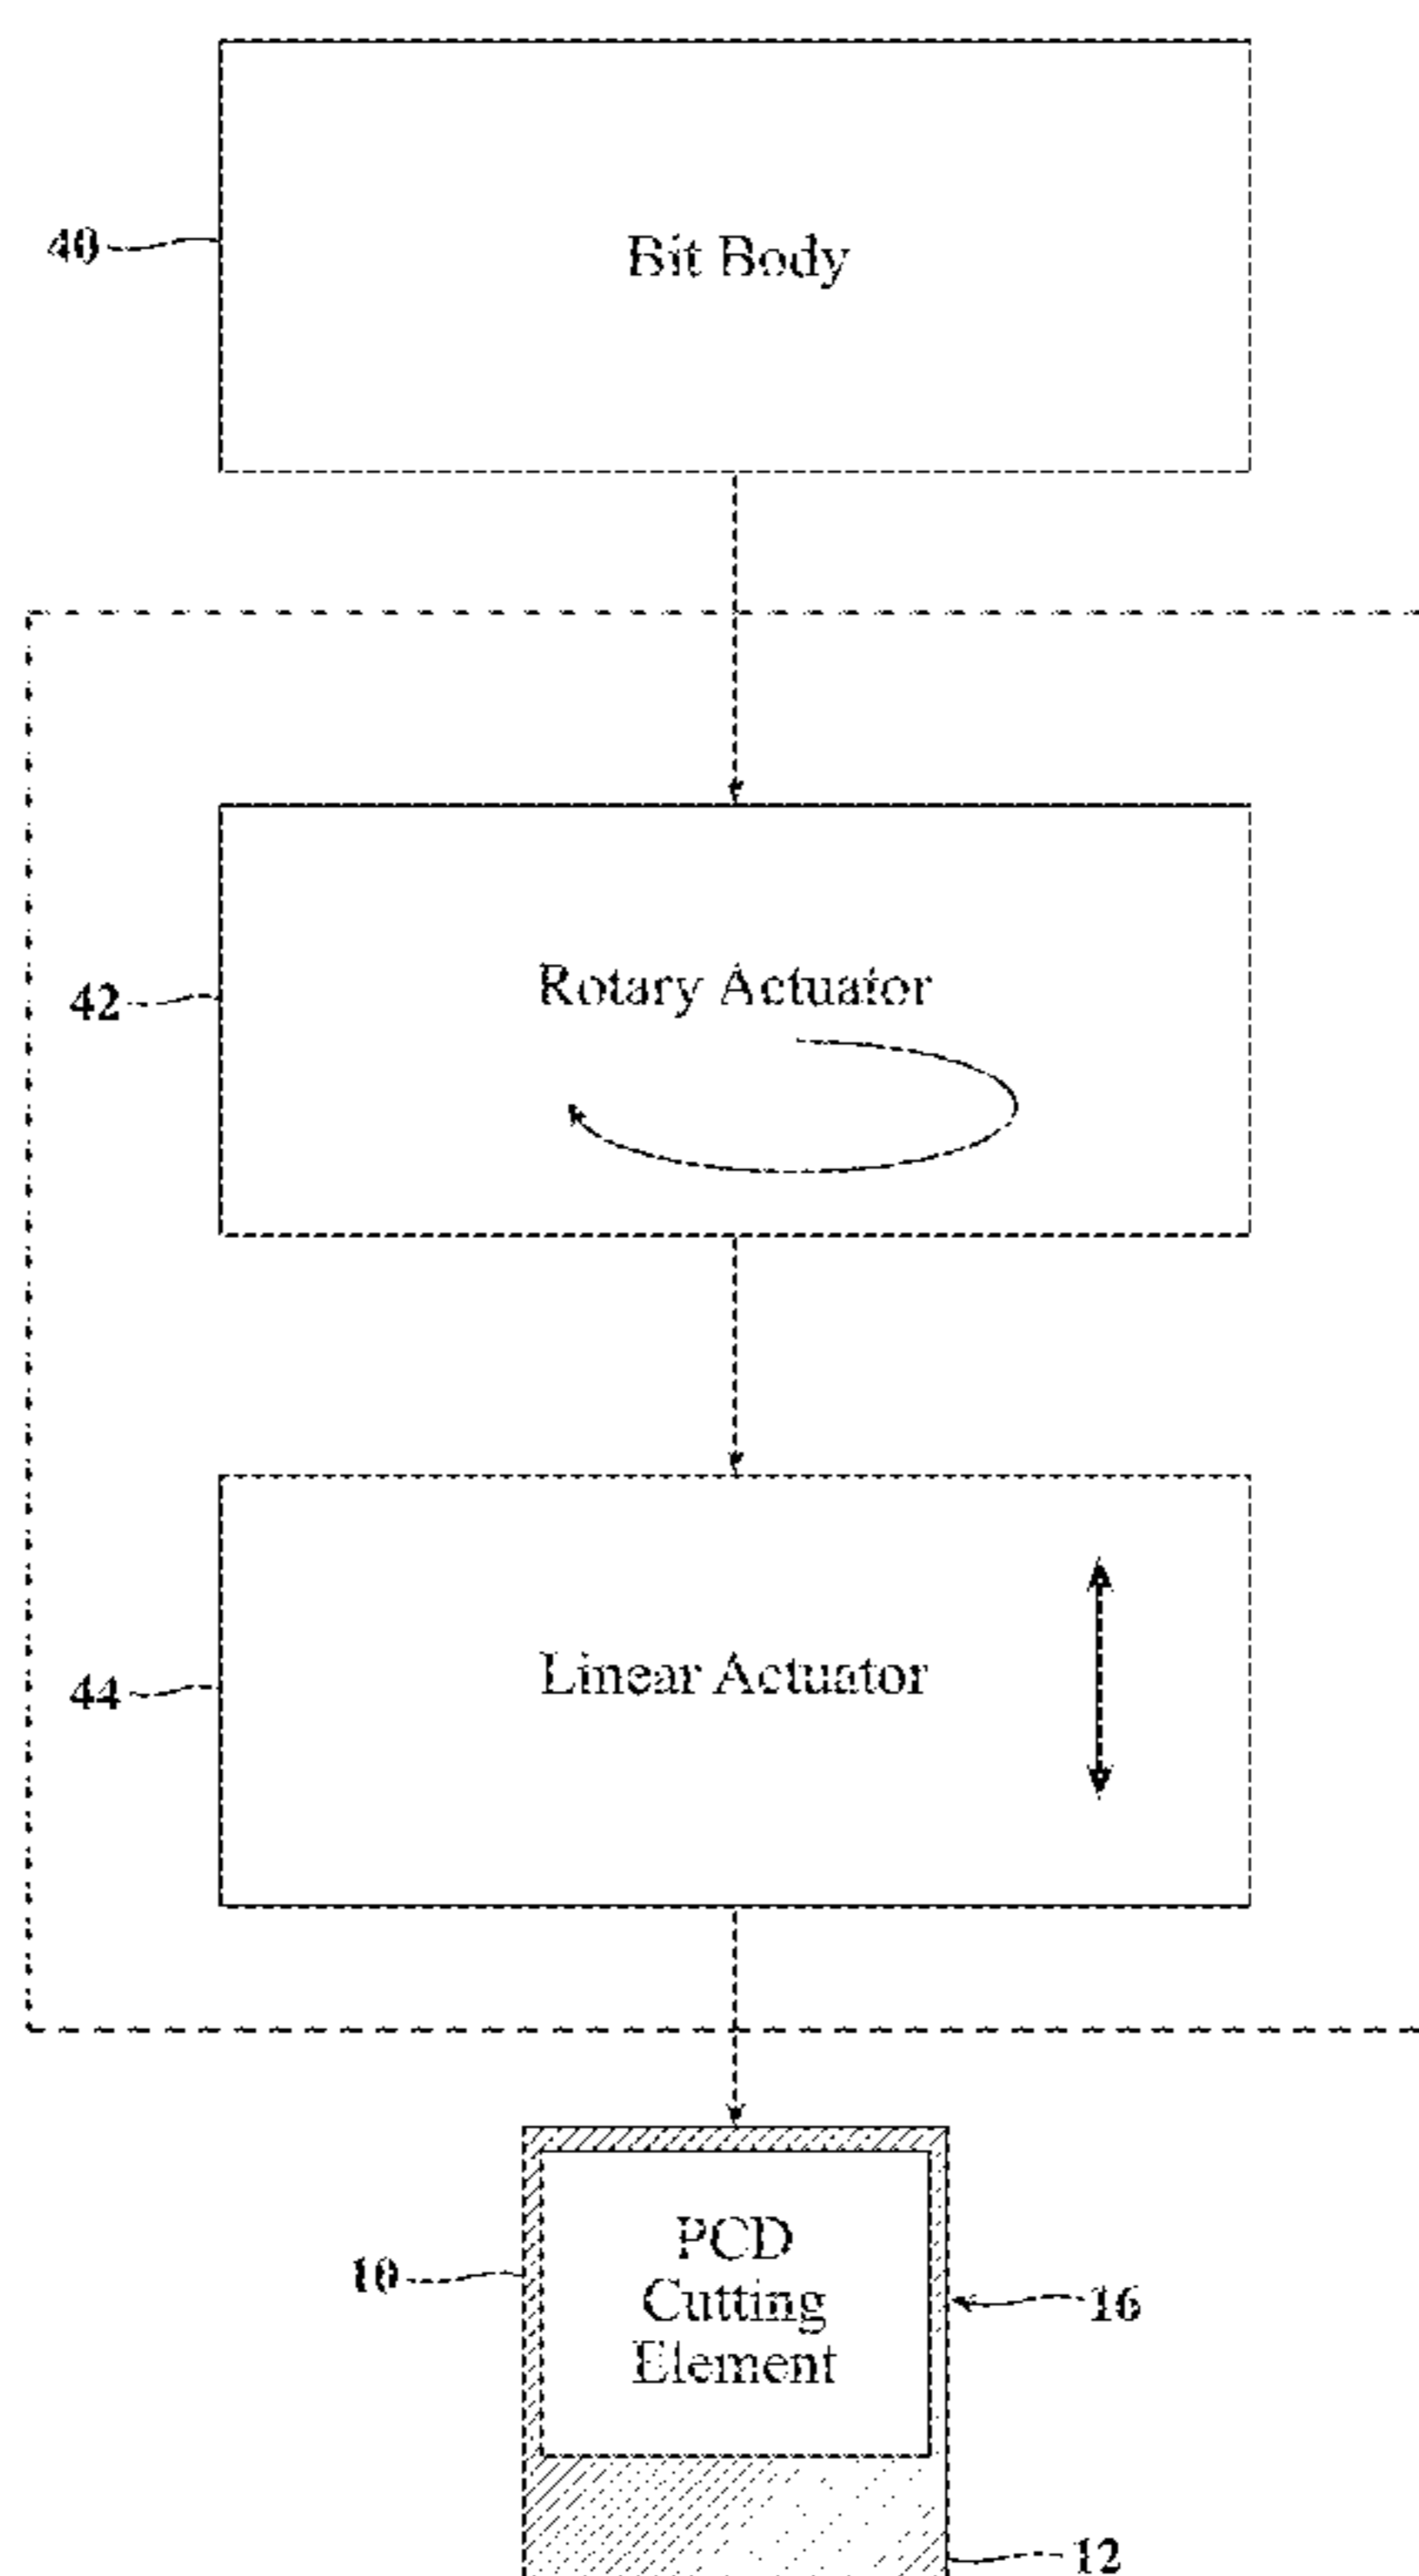 40
Bit Body
42
Rotary Actuator
44
Linear Actuator
10
PCD
Cutting
Element
16
12